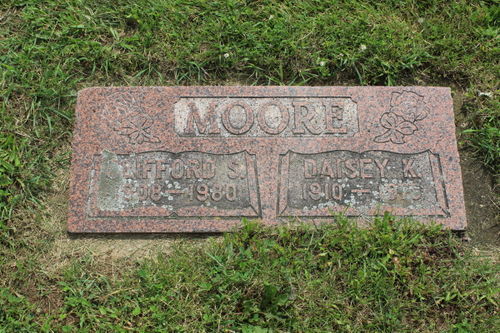 MOORE
CLIFFORD S.
DAISEY K.
1980
1910